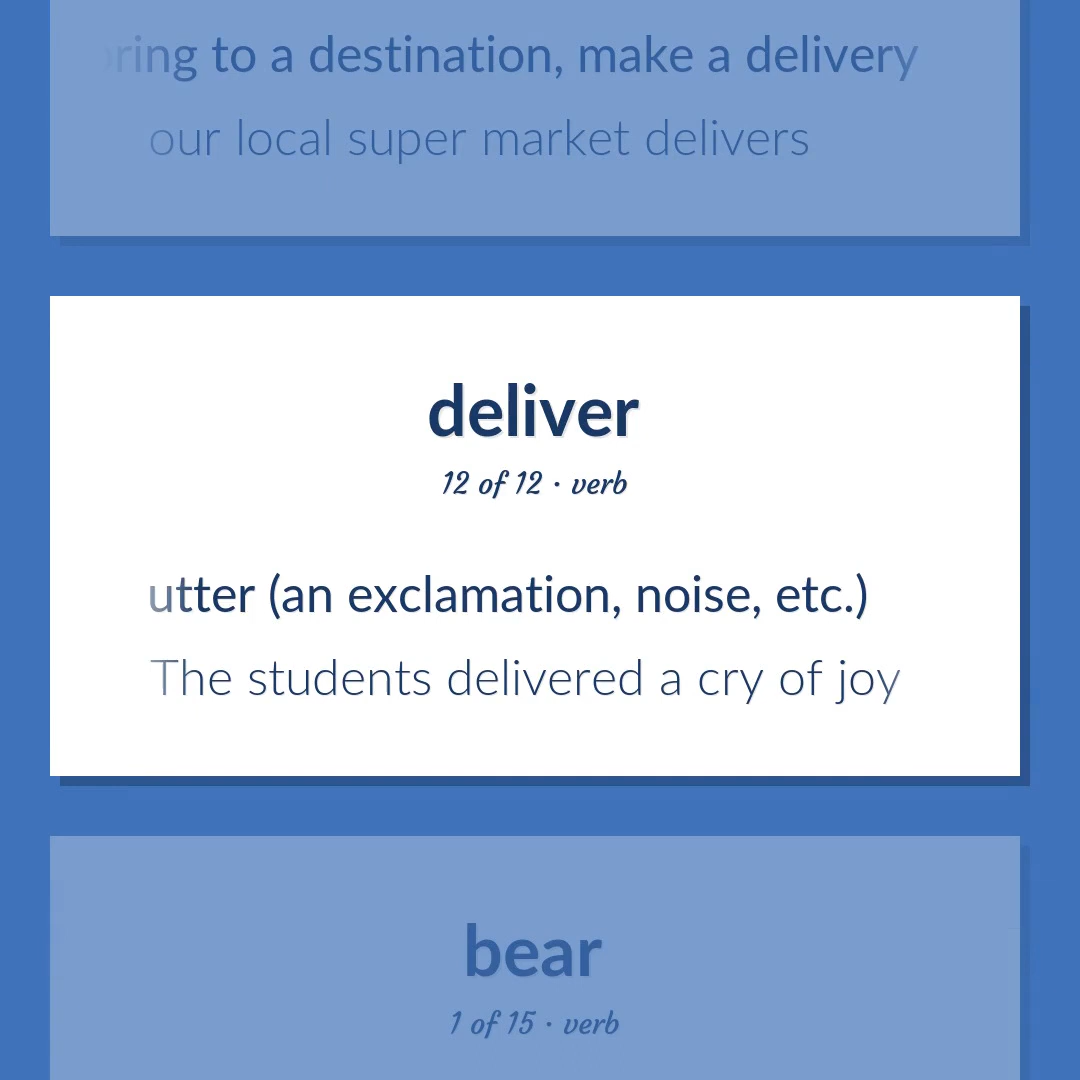 bring to a destination, make a delivery
our local super market delivers
deliver
12 of 12 · verb
utter (an exclamation, noise, etc.)
The students delivered a cry of joy
bear
1 of 15 · verb